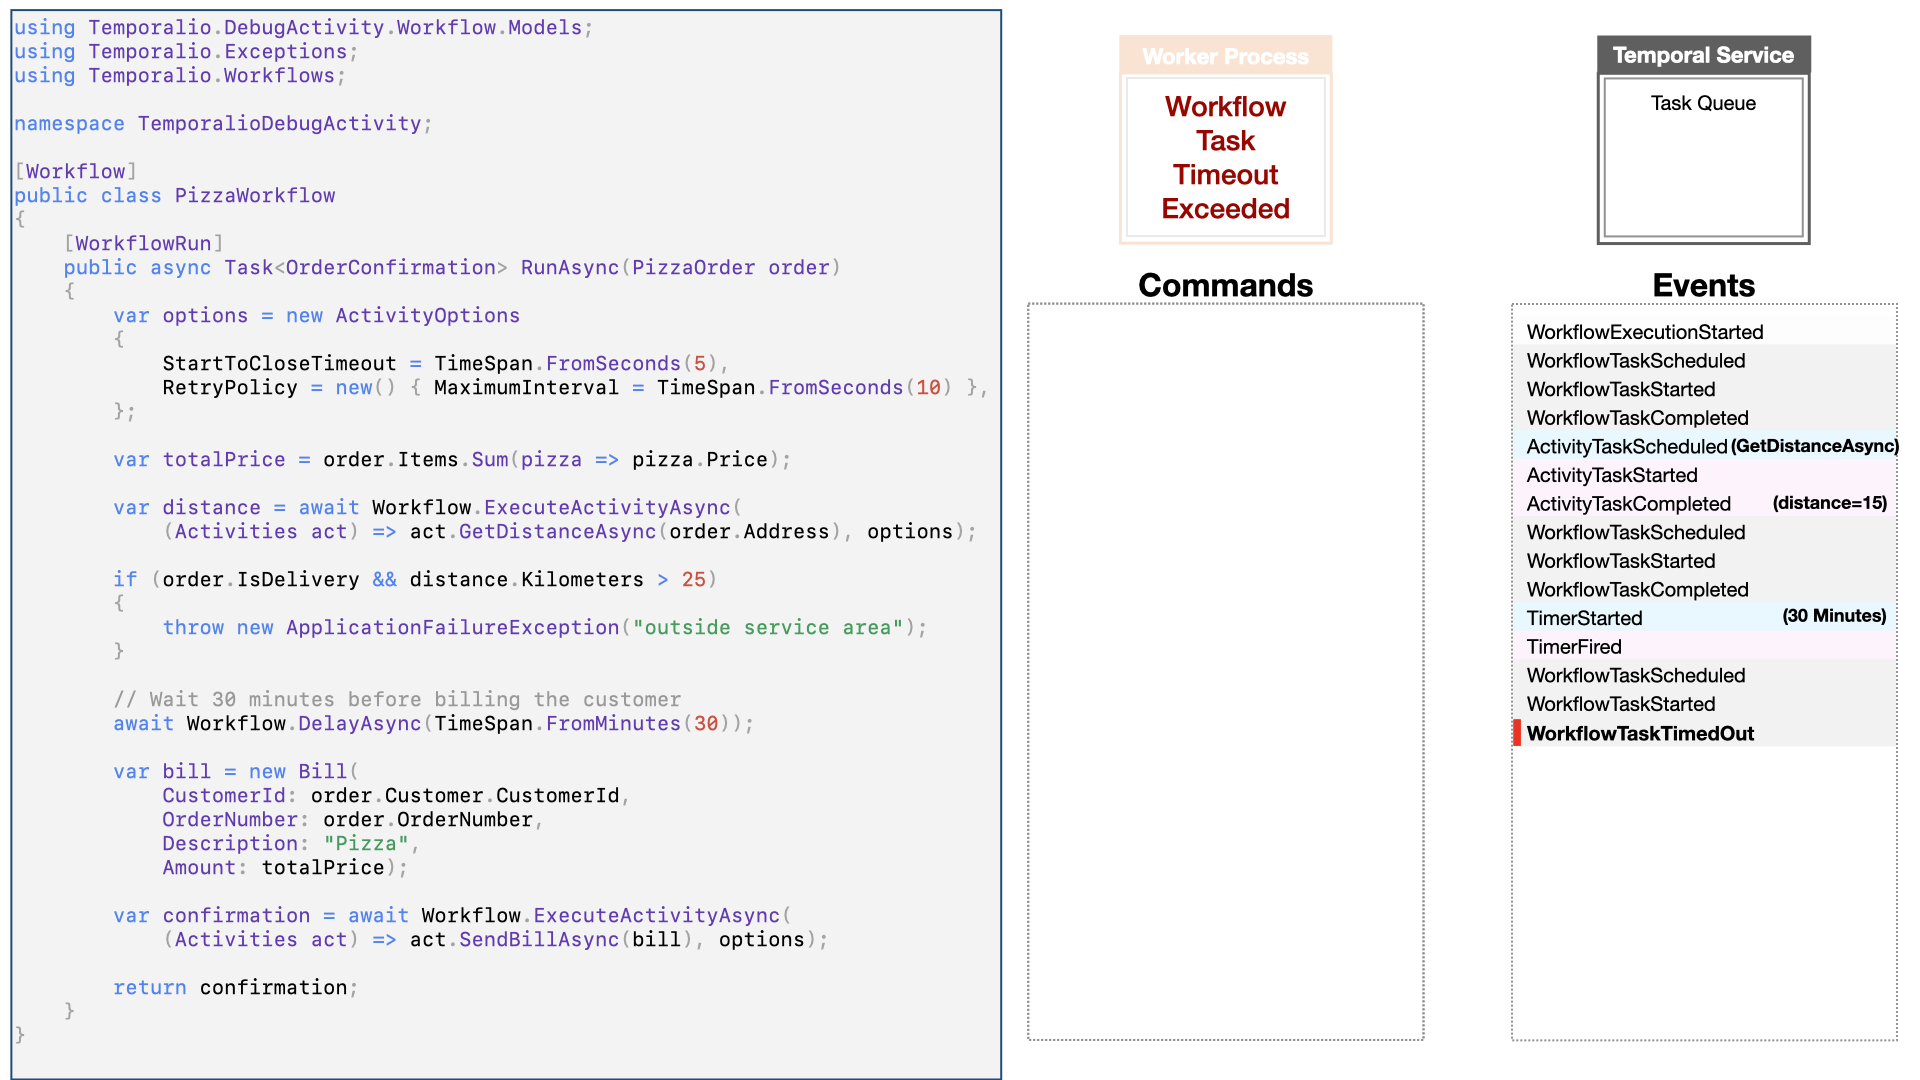 using Temporalio.DebugActivity.Workflow.Models;
using Temporalio.Exceptions;
using Temporalio.Workflows;
namespace TemporalioDebugActivity;
[Workflow]
public class PizzaWorkflow
{
[WorkflowRun]
public async Task<OrderConfirmation> RunAsync(PizzaOrder order)
{
var options = new ActivityOptions
{
StartToCloseTimeout = TimeSpan.FromSeconds(5),
RetryPolicy = new() { MaximumInterval = TimeSpan.FromSeconds(10) },
};
var totalPrice = order.Items.Sum(pizza => pizza.Price);
var distance = await Workflow.ExecuteActivityAsync(
(Activities act) => act.GetDistanceAsync(order.Address), options);
if (order.IsDelivery && distance.Kilometers > 25)
{
throw new ApplicationFailureException("outside service area");
}
// Wait 30 minutes before billing the customer
await Workflow.DelayAsync(TimeSpan.FromMinutes(30));
var bill = new Bill(
CustomerId: order.Customer.CustomerId,
OrderNumber: order.OrderNumber,
Description: "Pizza",
Amount: totalPrice);
var confirmation = await Workflow.ExecuteActivityAsync(
(Activities act) => act.SendBillAsync(bill), options);
return confirmation;
}
}
Worker Process
Workflow
Task
Timeout
Exceeded
Commands
Temporal Service
Task Queue
Events
WorkflowExecutionStarted
WorkflowTaskScheduled
WorkflowTaskStarted
WorkflowTaskCompleted
ActivityTaskScheduled (GetDistanceAsync)
ActivityTaskStarted
ActivityTaskCompleted (distance=15)
WorkflowTaskScheduled
WorkflowTaskStarted
WorkflowTaskCompleted
TimerStarted (30 Minutes)
TimerFired
WorkflowTaskScheduled
WorkflowTaskStarted
WorkflowTaskTimedOut